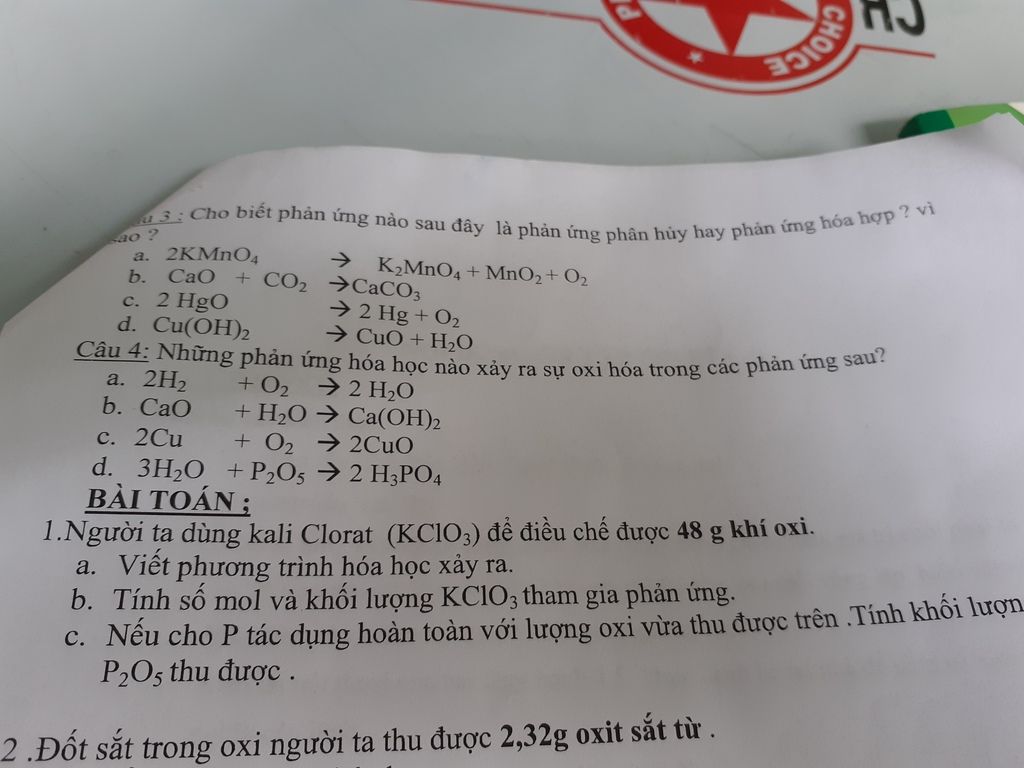 CHOICE
CH
3 : Cho biết phản ứng nào sau đây là phản ứng phân hủy hay phản ứng hóa hợp ? vì
sao ?
a. 2KMnO₄ → K₂MnO₄ + MnO₂ + O₂
b. CaO + CO₂ → CaCO₃
c. 2 HgO → 2 Hg + O₂
d. Cu(OH)₂ → CuO + H₂O
Câu 4: Những phản ứng hóa học nào xảy ra sự oxi hóa trong các phản ứng sau?
a. 2H₂ + O₂ → 2 H₂O
b. CaO + H₂O → Ca(OH)₂
c. 2Cu + O₂ → 2CuO
d. 3H₂O + P₂O₅ → 2 H₃PO₄
BÀI TOÁN ;
1.Người ta dùng kali Clorat (KClO₃) để điều chế được 48 g khí oxi.
a. Viết phương trình hóa học xảy ra.
b. Tính số mol và khối lượng KClO₃ tham gia phản ứng.
c. Nếu cho P tác dụng hoàn toàn với lượng oxi vừa thu được trên .Tính khối lượn
P₂O₅ thu được .
2 .Đốt sắt trong oxi người ta thu được 2,32g oxit sắt từ .